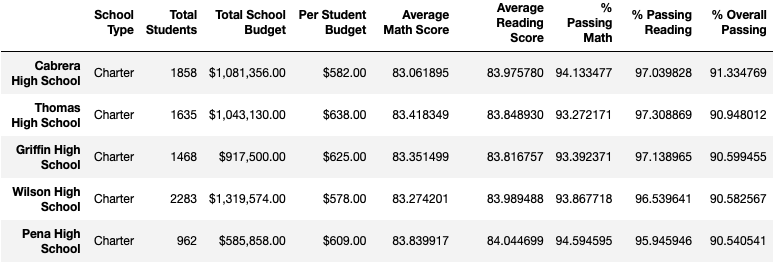 School Type Total Students Total School Budget Per Student Budget Average Math Score Average Reading Score % Passing Math % Passing Reading % Overall Passing
Cabrera High School Charter 1858 $1,081,356.00 $582.00 83.061895 83.975780 94.133477 97.039828 91.334769
Thomas High School Charter 1635 $1,043,130.00 $638.00 83.418349 83.848930 93.272171 97.308869 90.948012
Griffin High School Charter 1468 $917,500.00 $625.00 83.351499 83.816757 93.392371 97.138965 90.599455
Wilson High School Charter 2283 $1,319,574.00 $578.00 83.274201 83.989488 93.867718 96.539641 90.582567
Pena High School Charter 962 $585,858.00 $609.00 83.839917 84.044699 94.594595 95.945946 90.540541